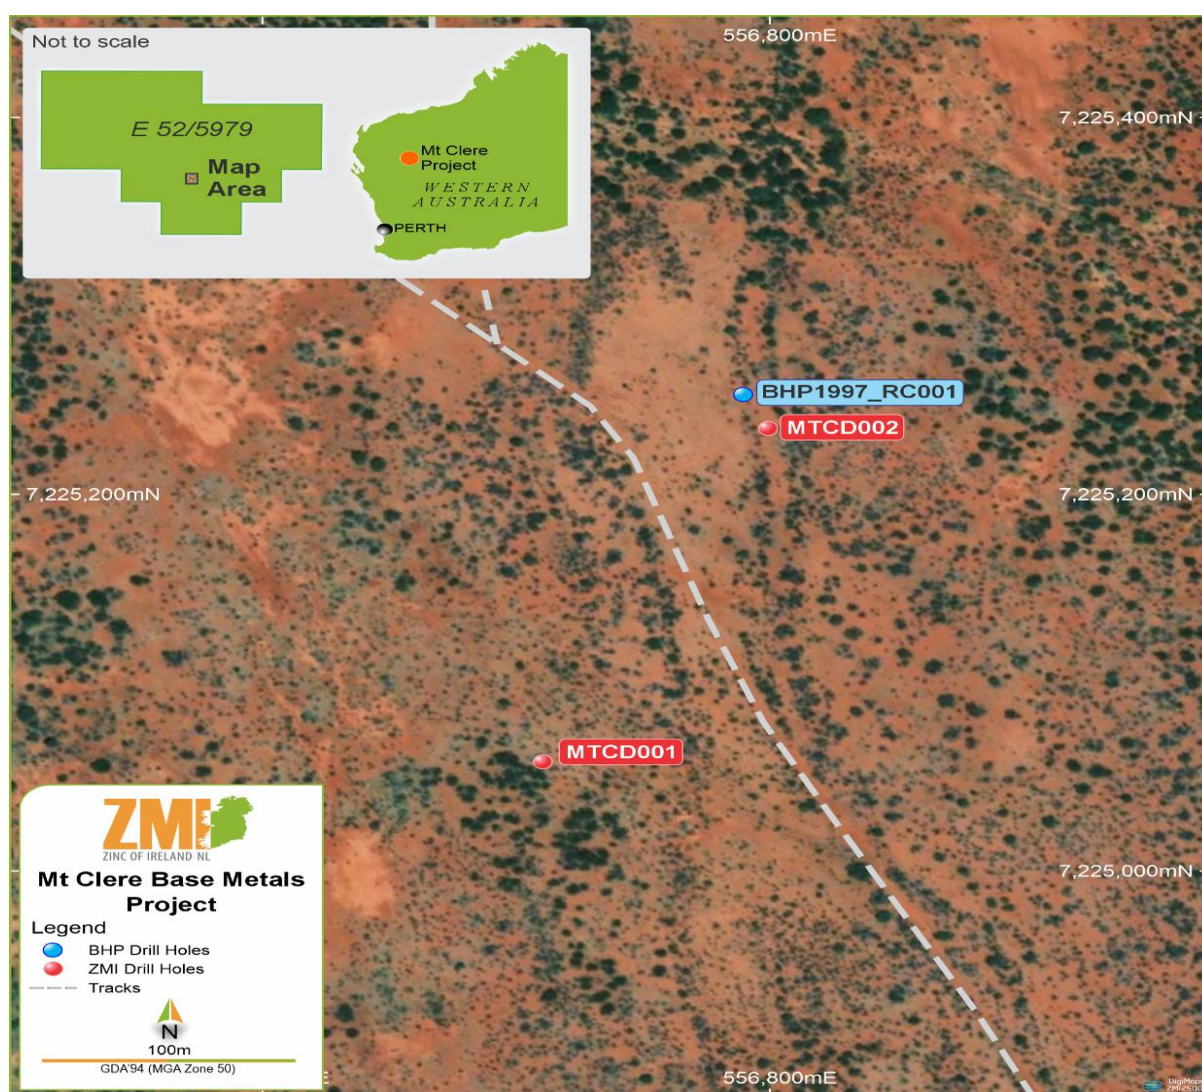 Not to scale
E 52/5979
Map
Area
Mt Clere
Project
WESTERN
AUSTRALIA
PERTH
556,800mE
7,225,400mN
BHP1997_RC001
MTCD002
7,225,200mN
7,225,200mN
MTCD001
7,225,000mN
ZMI
ZINC OF IRELAND NL
Mt Clere Base Metals
Project
Legend
BHP Drill Holes
ZMI Drill Holes
Tracks
N
100m
GDA'94 (MGA Zone 50)
556,800mE